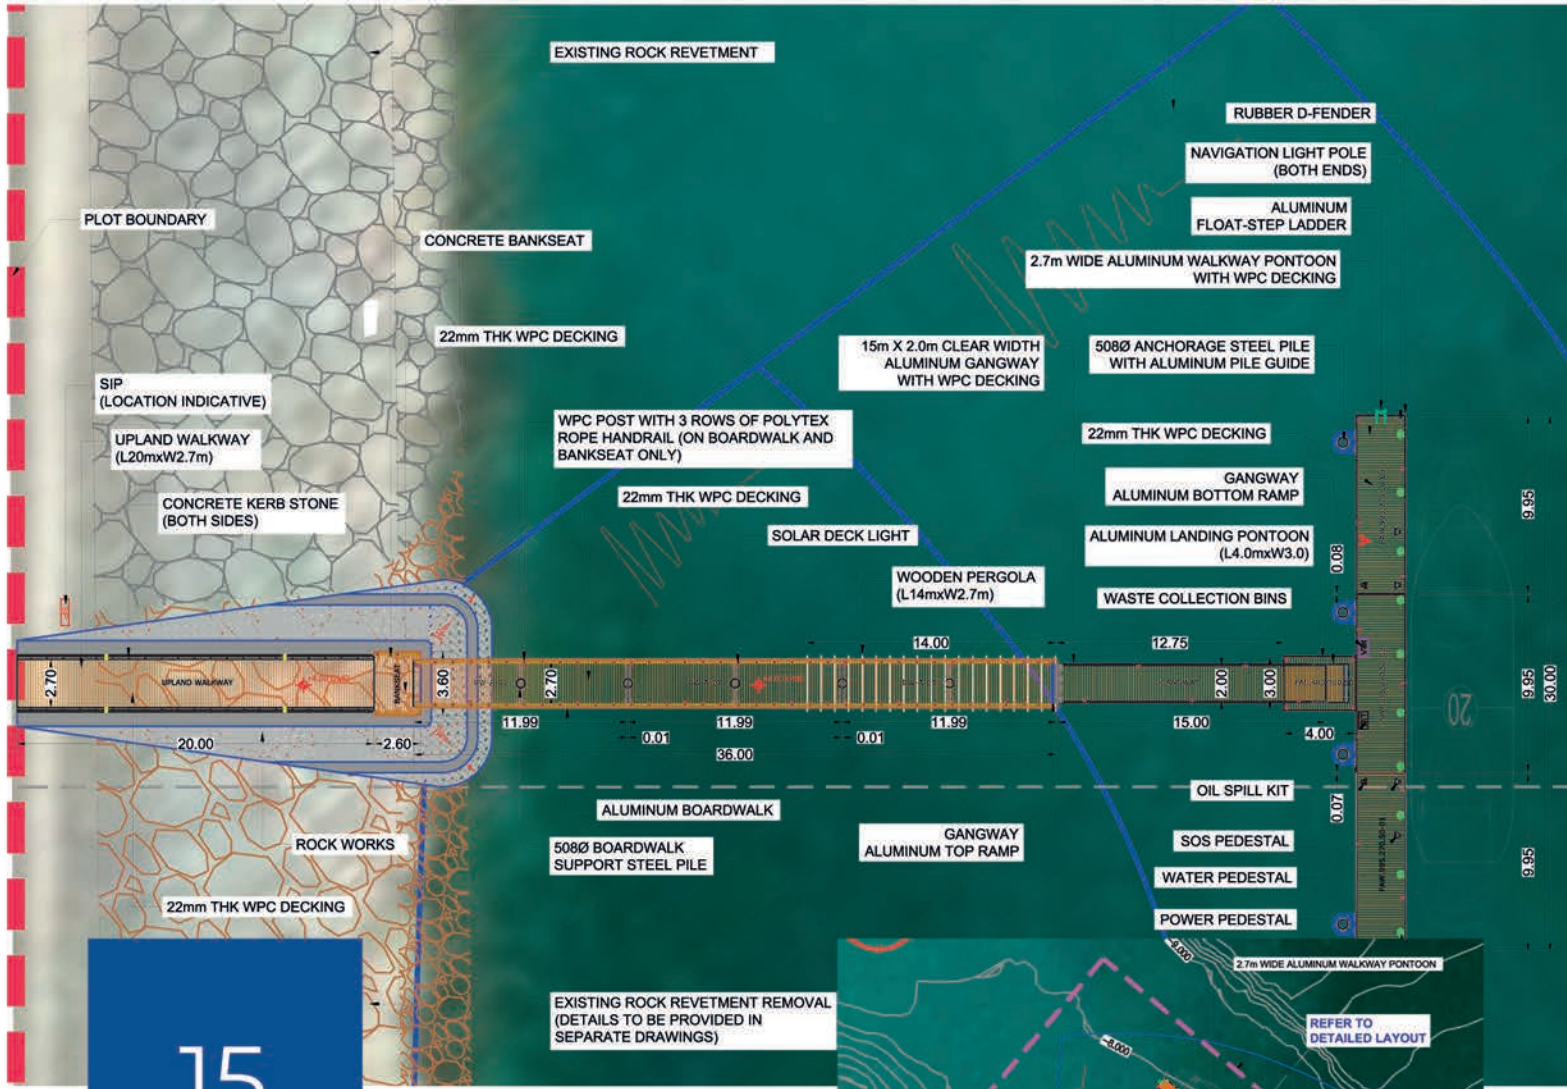 EXISTING ROCK REVETMENT
RUBBER D-FENDER
NAVIGATION LIGHT POLE
(BOTH ENDS)
PLOT BOUNDARY
ALUMINUM
FLOAT-STEP LADDER
CONCRETE BANKSEAT
2.7m WIDE ALUMINUM WALKWAY PONTOON
WITH WPC DECKING
22mm THK WPC DECKING
15m X 2.0m CLEAR WIDTH
ALUMINUM GANGWAY
WITH WPC DECKING
508Ø ANCHORAGE STEEL PILE
WITH ALUMINUM PILE GUIDE
SIP
(LOCATION INDICATIVE)
UPLAND WALKWAY
(L20mxW2.7m)
WPC POST WITH 3 ROWS OF POLYTEX
ROPE HANDRAIL (ON BOARDWALK AND
BANKSEAT ONLY)
22mm THK WPC DECKING
CONCRETE KERB STONE
(BOTH SIDES)
22mm THK WPC DECKING
GANGWAY
ALUMINUM BOTTOM RAMP
SOLAR DECK LIGHT
ALUMINUM LANDING PONTOON
(L4.0mxW3.0)
9.95
0.08
WOODEN PERGOLA
(L14mxW2.7m)
WASTE COLLECTION BINS
14.00
12.75
2.70
UPLAND WALKWAY
BANKSEAT
3.60
2.70
2.00
3.00
9.95
30.00
20
11.99
11.99
11.99
15.00
20.00
2.60
0.01
0.01
4.00
36.00
OIL SPILL KIT
0.07
ALUMINUM BOARDWALK
ROCK WORKS
508Ø BOARDWALK
SUPPORT STEEL PILE
GANGWAY
ALUMINUM TOP RAMP
SOS PEDESTAL
9.95
WATER PEDESTAL
22mm THK WPC DECKING
POWER PEDESTAL
-9.000
2.7m WIDE ALUMINUM WALKWAY PONTOON
EXISTING ROCK REVETMENT REMOVAL
(DETAILS TO BE PROVIDED IN
SEPARATE DRAWINGS)
REFER TO
DETAILED LAYOUT
-8.000
15